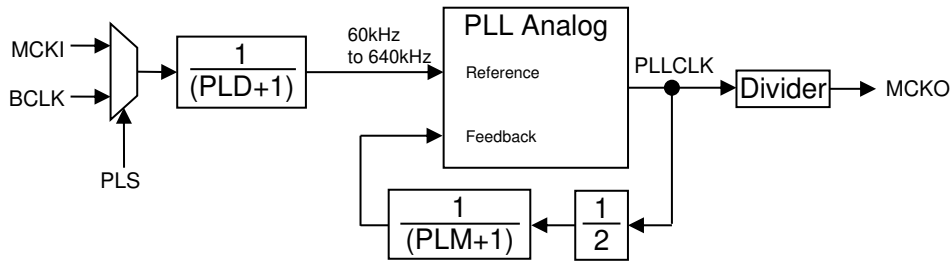 PLL Analog
MCKI
1
(PLD+1)
60kHz
to 640kHz
Reference
PLLCLK
BCLK
Divider
MCKO
Feedback
PLS
1
(PLM+1)
1
2